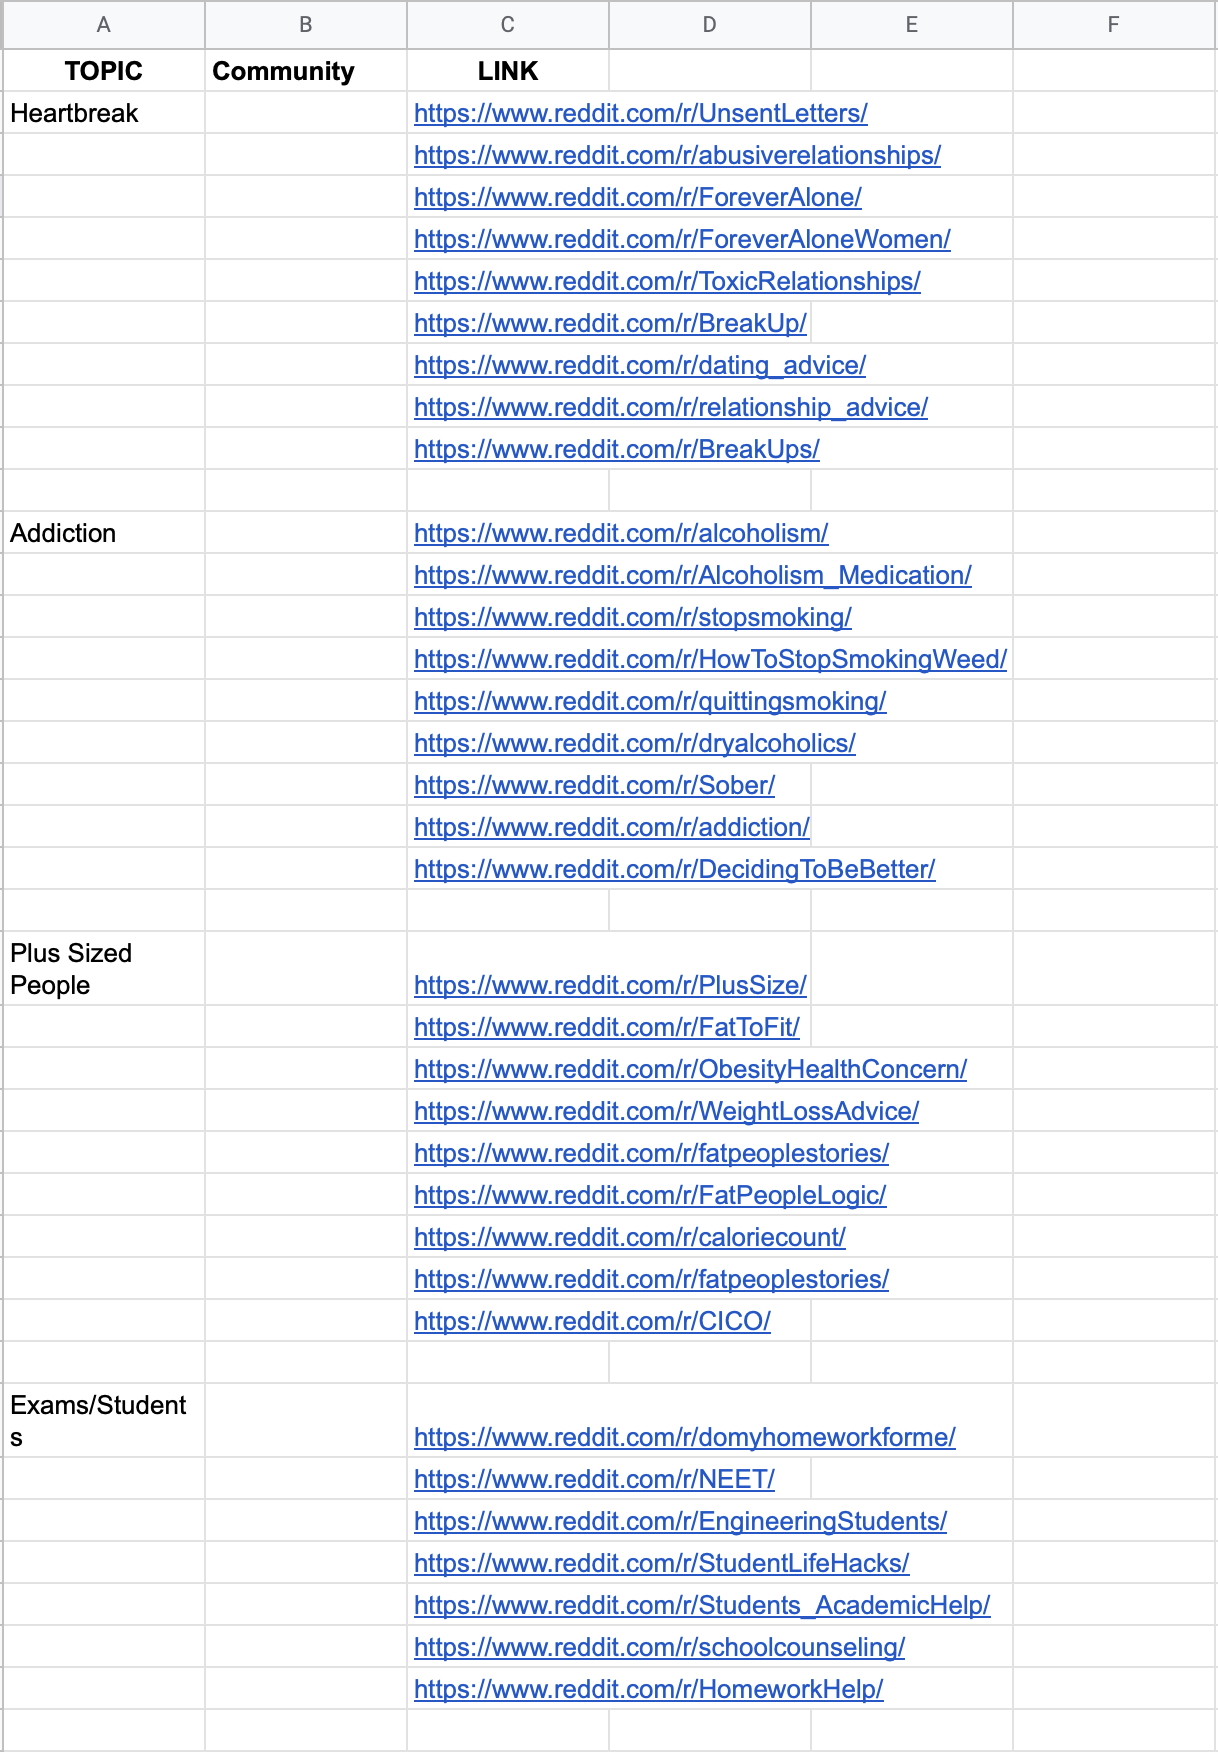 A B C D E F
TOPIC Community LINK
Heartbreak https://www.reddit.com/r/UnsentLetters/
https://www.reddit.com/r/abusiverelationships/
https://www.reddit.com/r/ForeverAlone/
https://www.reddit.com/r/ForeverAloneWomen/
https://www.reddit.com/r/ToxicRelationships/
https://www.reddit.com/r/BreakUp/
https://www.reddit.com/r/dating_advice/
https://www.reddit.com/r/relationship_advice/
https://www.reddit.com/r/BreakUps/
Addiction https://www.reddit.com/r/alcoholism/
https://www.reddit.com/r/Alcoholism_Medication/
https://www.reddit.com/r/stopsmoking/
https://www.reddit.com/r/HowToStopSmokingWeed/
https://www.reddit.com/r/quittingsmoking/
https://www.reddit.com/r/dryalcoholics/
https://www.reddit.com/r/Sober/
https://www.reddit.com/r/addiction/
https://www.reddit.com/r/DecidingToBeBetter/
Plus Sized
People https://www.reddit.com/r/PlusSize/
https://www.reddit.com/r/FatToFit/
https://www.reddit.com/r/ObesityHealthConcern/
https://www.reddit.com/r/WeightLossAdvice/
https://www.reddit.com/r/fatpeoplestories/
https://www.reddit.com/r/FatPeopleLogic/
https://www.reddit.com/r/caloriecount/
https://www.reddit.com/r/fatpeoplestories/
https://www.reddit.com/r/CICO/
Exams/Student
s https://www.reddit.com/r/domyhomeworkforme/
https://www.reddit.com/r/NEET/
https://www.reddit.com/r/EngineeringStudents/
https://www.reddit.com/r/StudentLifeHacks/
https://www.reddit.com/r/Students_AcademicHelp/
https://www.reddit.com/r/schoolcounseling/
https://www.reddit.com/r/HomeworkHelp/